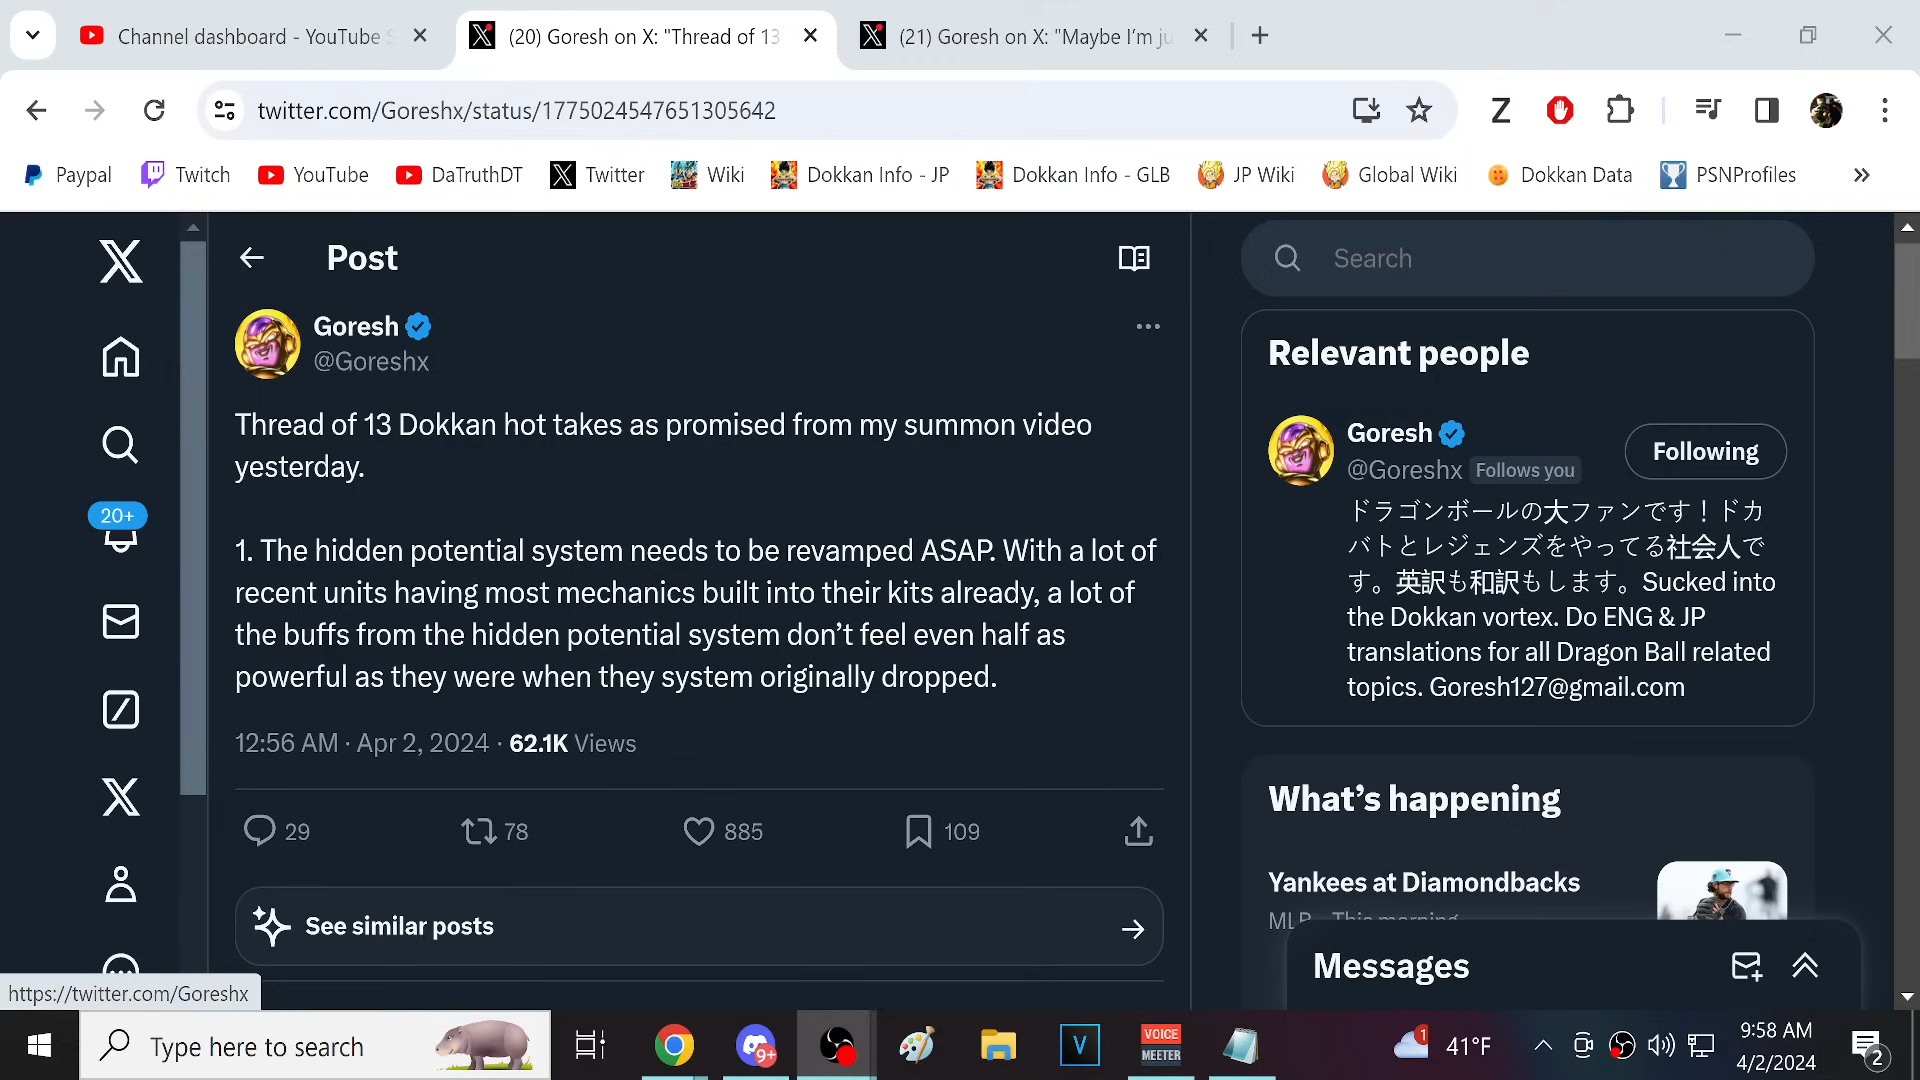 Channel dashboard - YouTube S
(20) Goresh on X: "Thread of 13
(21) Goresh on X: "Maybe I'm ju
twitter.com/Goreshx/status/1775024547651305642
Paypal
Twitch
YouTube
DaTruthDT
Twitter
Wiki
Dokkan Info - JP
Dokkan Info - GLB
JP Wiki
Global Wiki
Dokkan Data
PSNProfiles
Post
Goresh
@Goreshx
Thread of 13 Dokkan hot takes as promised from my summon video
yesterday.
1. The hidden potential system needs to be revamped ASAP. With a lot of
recent units having most mechanics built into their kits already, a lot of
the buffs from the hidden potential system don't feel even half as
powerful as they were when they system originally dropped.
12:56 AM · Apr 2, 2024 · 62.1K Views
29
78
885
109
See similar posts
20+
Search
Relevant people
Goresh
@Goreshx Follows you
Following
ドラゴンボールの大ファンです！ドカ
バトとレジェンズをやってる社会人で
す。英訳も和訳もします。Sucked into
the Dokkan vortex. Do ENG & JP
translations for all Dragon Ball related
topics. Goresh127@gmail.com
What's happening
Yankees at Diamondbacks
MLB · This morning
Messages
https://twitter.com/Goreshx
Type here to search
9+
V
VOICE
MEETER
1
41°F
9:58 AM
4/2/2024
2